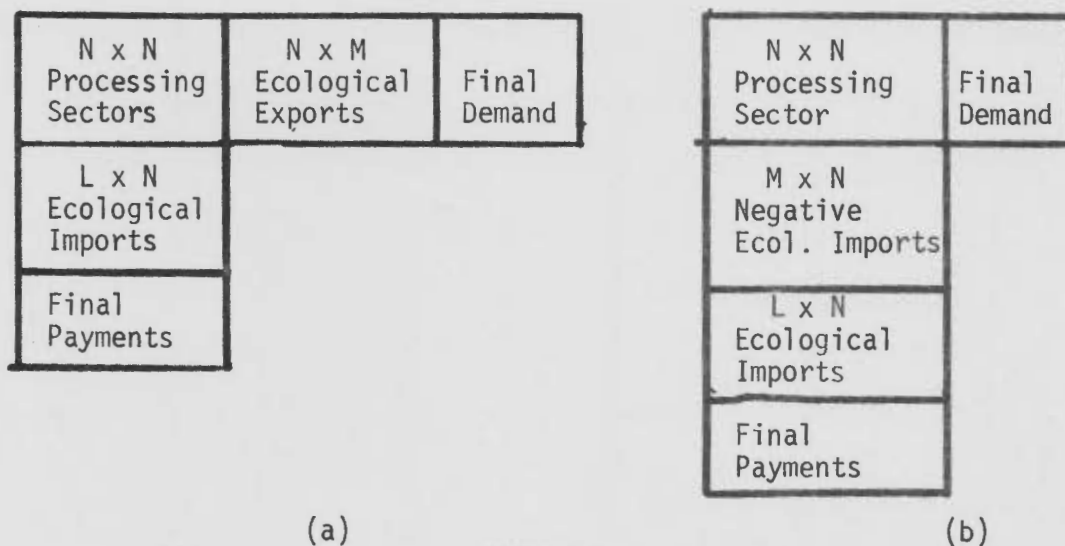 N x N
Processing
Sectors
N x M
Ecological
Exports
Final
Demand
L x N
Ecological
Imports
Final
Payments
(a)
N x N
Processing
Sector
Final
Demand
M x N
Negative
Ecol. Imports
L x N
Ecological
Imports
Final
Payments
(b)